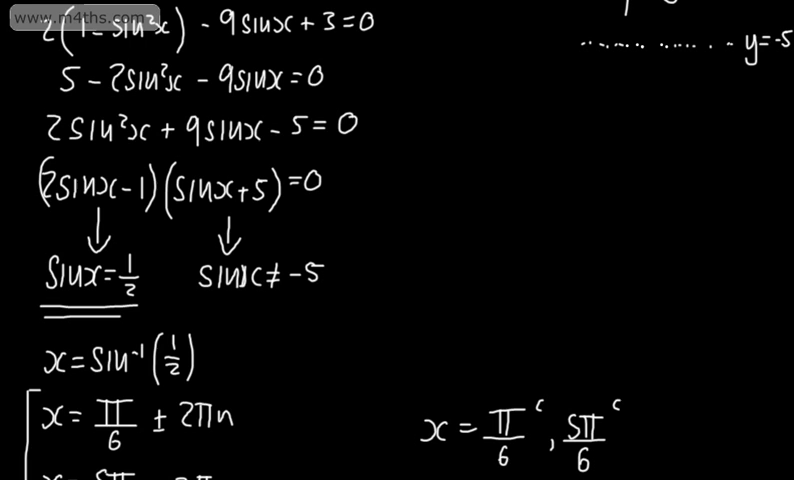 www.m4ths.com
2(1 - sin²x) - 9sinx + 3 = 0
y = -5
5 - 2sin²x - 9sinx = 0
2sin²x + 9sinx - 5 = 0
(2sinx - 1)(sinx + 5) = 0
sinx = 1/2 sinx ≠ -5
x = sin⁻¹(1/2)
x = π/6 ± 2πn
x = π/6 ᶜ, 5π/6 ᶜ